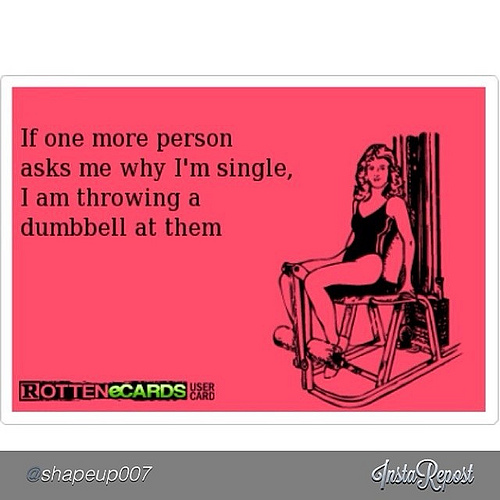 If one more person
asks me why I'm single,
I am throwing a
dumbbell at them
ROTTENeCARDS USER
CARD
@shapeup007 InstaRepost